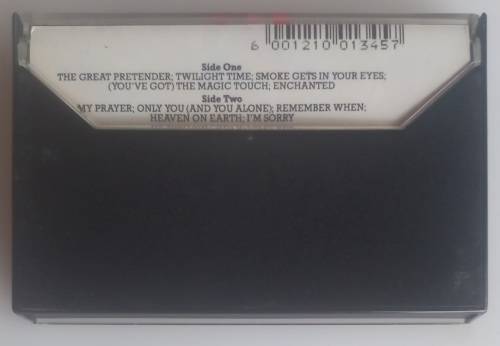 6 001210 013457
Side One
THE GREAT PRETENDER; TWILIGHT TIME; SMOKE GETS IN YOUR EYES;
(YOU'VE GOT) THE MAGIC TOUCH; ENCHANTED
Side Two
MY PRAYER; ONLY YOU (AND YOU ALONE); REMEMBER WHEN;
HEAVEN ON EARTH; I'M SORRY